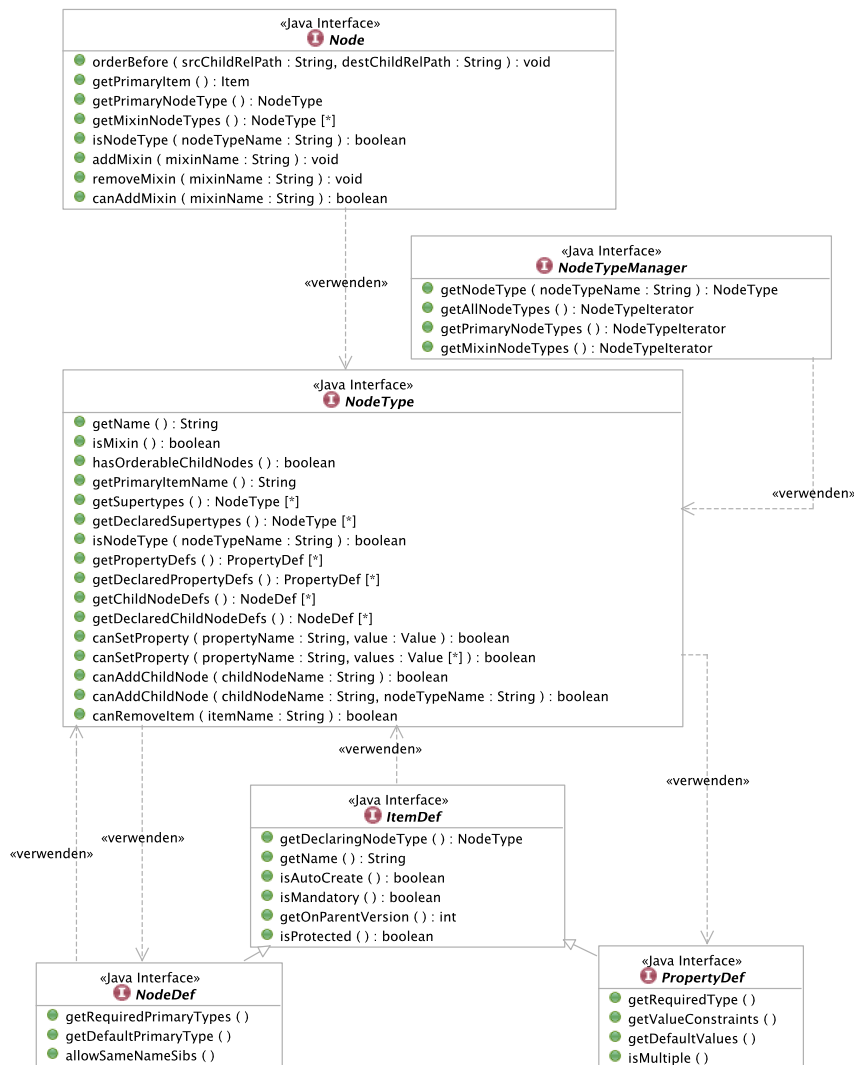 «Java Interface»
Node
orderBefore ( srcChildRelPath : String, destChildRelPath : String ) : void
getPrimaryItem ( ) : Item
getPrimaryNodeType ( ) : NodeType
getMixinNodeTypes ( ) : NodeType [*]
isNodeType ( nodeTypeName : String ) : boolean
addMixin ( mixinName : String ) : void
removeMixin ( mixinName : String ) : void
canAddMixin ( mixinName : String ) : boolean
«Java Interface»
NodeTypeManager
getNodeType ( nodeTypeName : String ) : NodeType
getAllNodeTypes ( ) : NodeTypeIterator
getPrimaryNodeTypes ( ) : NodeTypeIterator
getMixinNodeTypes ( ) : NodeTypeIterator
«verwenden»
«Java Interface»
NodeType
getName ( ) : String
isMixin ( ) : boolean
hasOrderableChildNodes ( ) : boolean
getPrimaryItemName ( ) : String
getSupertypes ( ) : NodeType [*]
getDeclaredSupertypes ( ) : NodeType [*]
isNodeType ( nodeTypeName : String ) : boolean
getPropertyDefs ( ) : PropertyDef [*]
getDeclaredPropertyDefs ( ) : PropertyDef [*]
getChildNodeDefs ( ) : NodeDef [*]
getDeclaredChildNodeDefs ( ) : NodeDef [*]
canSetProperty ( propertyName : String, value : Value ) : boolean
canSetProperty ( propertyName : String, values : Value [*] ) : boolean
canAddChildNode ( childNodeName : String ) : boolean
canAddChildNode ( childNodeName : String, nodeTypeName : String ) : boolean
canRemoveItem ( itemName : String ) : boolean
«verwenden»
«verwenden»
«verwenden»
«verwenden»
«verwenden»
«Java Interface»
ItemDef
getDeclaringNodeType ( ) : NodeType
getName ( ) : String
isAutoCreate ( ) : boolean
isMandatory ( ) : boolean
getOnParentVersion ( ) : int
isProtected ( ) : boolean
«Java Interface»
NodeDef
getRequiredPrimaryTypes ( )
getDefaultPrimaryType ( )
allowSameNameSibs ( )
«Java Interface»
PropertyDef
getRequiredType ( )
getValueConstraints ( )
getDefaultValues ( )
isMultiple ( )